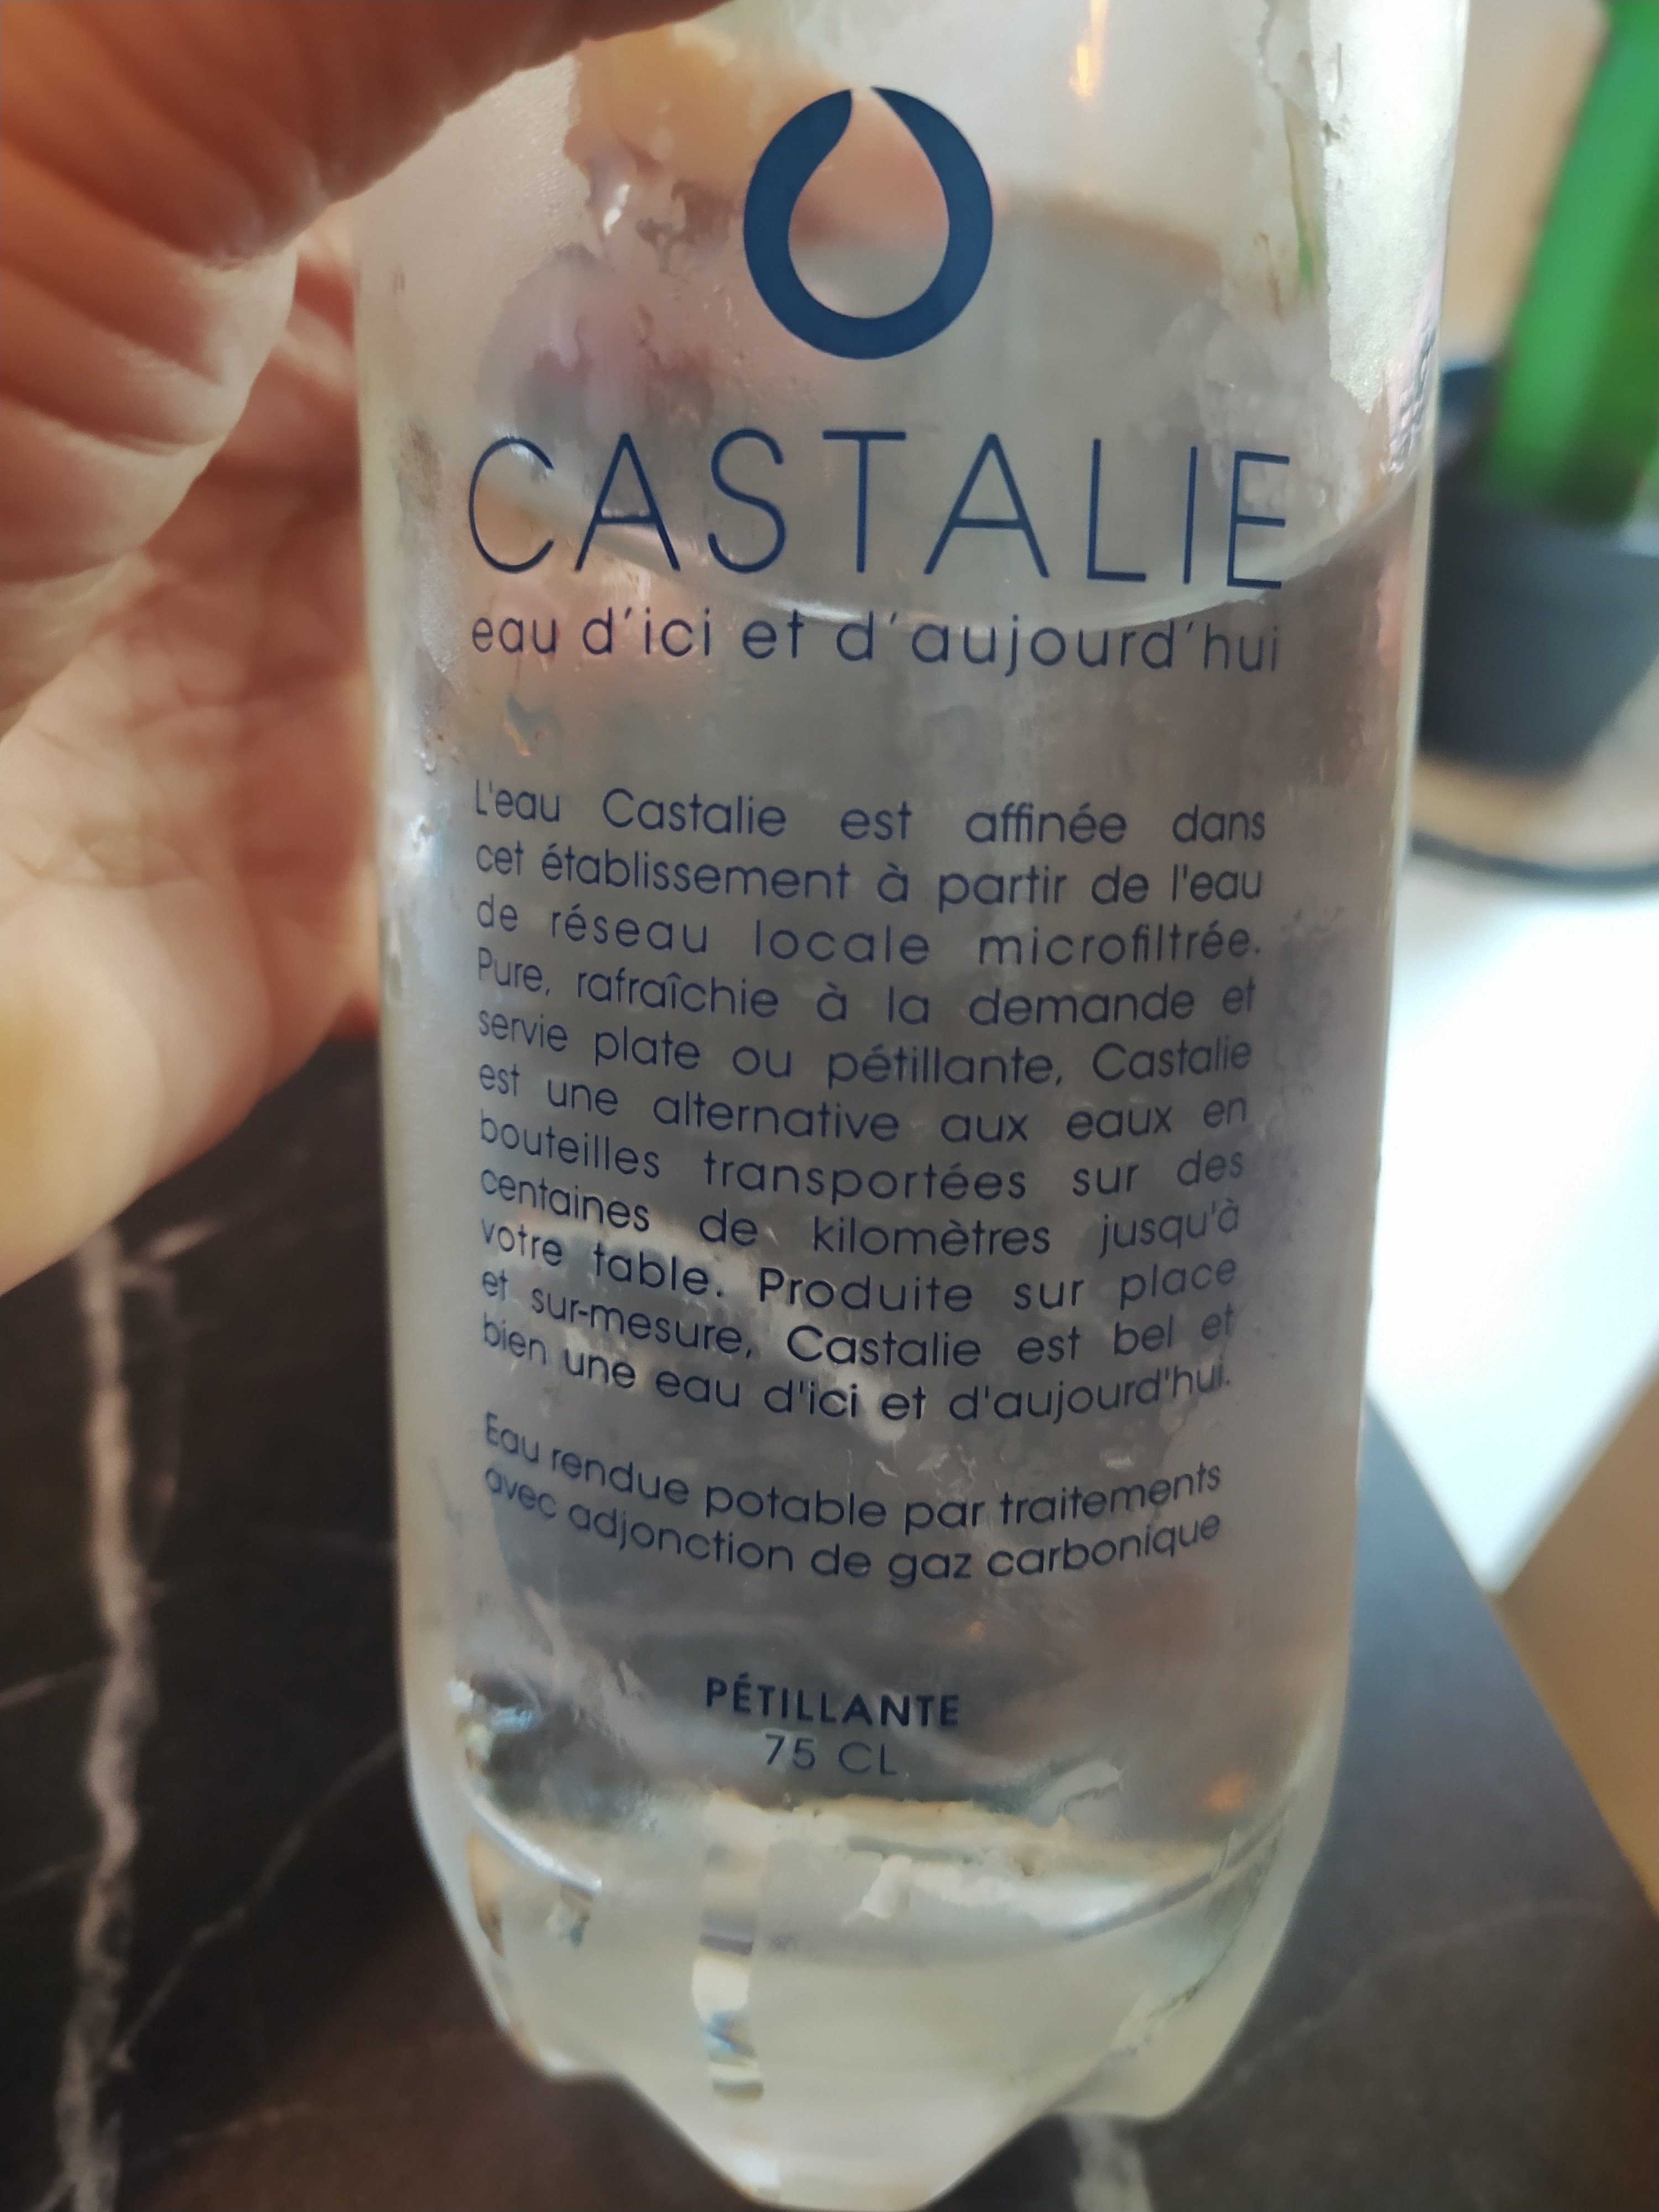 CASTALIE
eau d'ici et d'aujourd'hui
L'eau Castalie est affinée dans
cet établissement à partir de l'eau
de réseau locale microfiltrée.
Pure, rafraîchie à la demande et
servie plate ou pétillante, Castalie
est une alternative aux eaux en
bouteilles transportées sur des
centaines de kilomètres jusqu'à
votre table. Produite sur place
et sur-mesure, Castalie est bel et
bien une eau d'ici et d'aujourd'hui.
Eau rendue potable par traitements
avec adjonction de gaz carbonique
PÉTILLANTE
75 CL